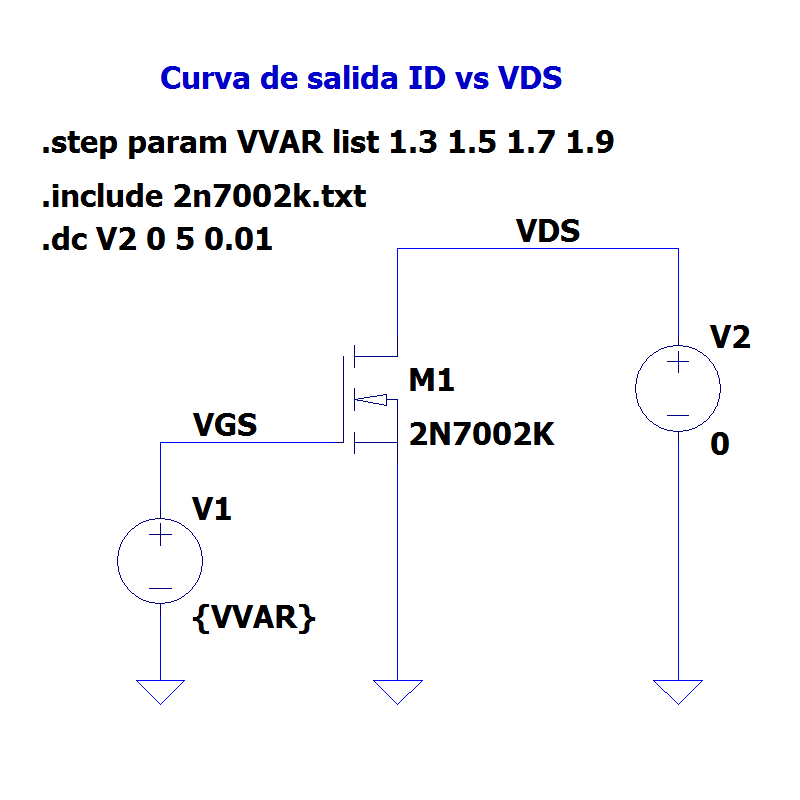 Curva de salida ID vs VDS
.step param VVAR list 1.3 1.5 1.7 1.9
.include 2n7002k.txt
.dc V2 0 5 0.01
VDS
V2
M1
VGS
2N7002K
0
V1
{VVAR}